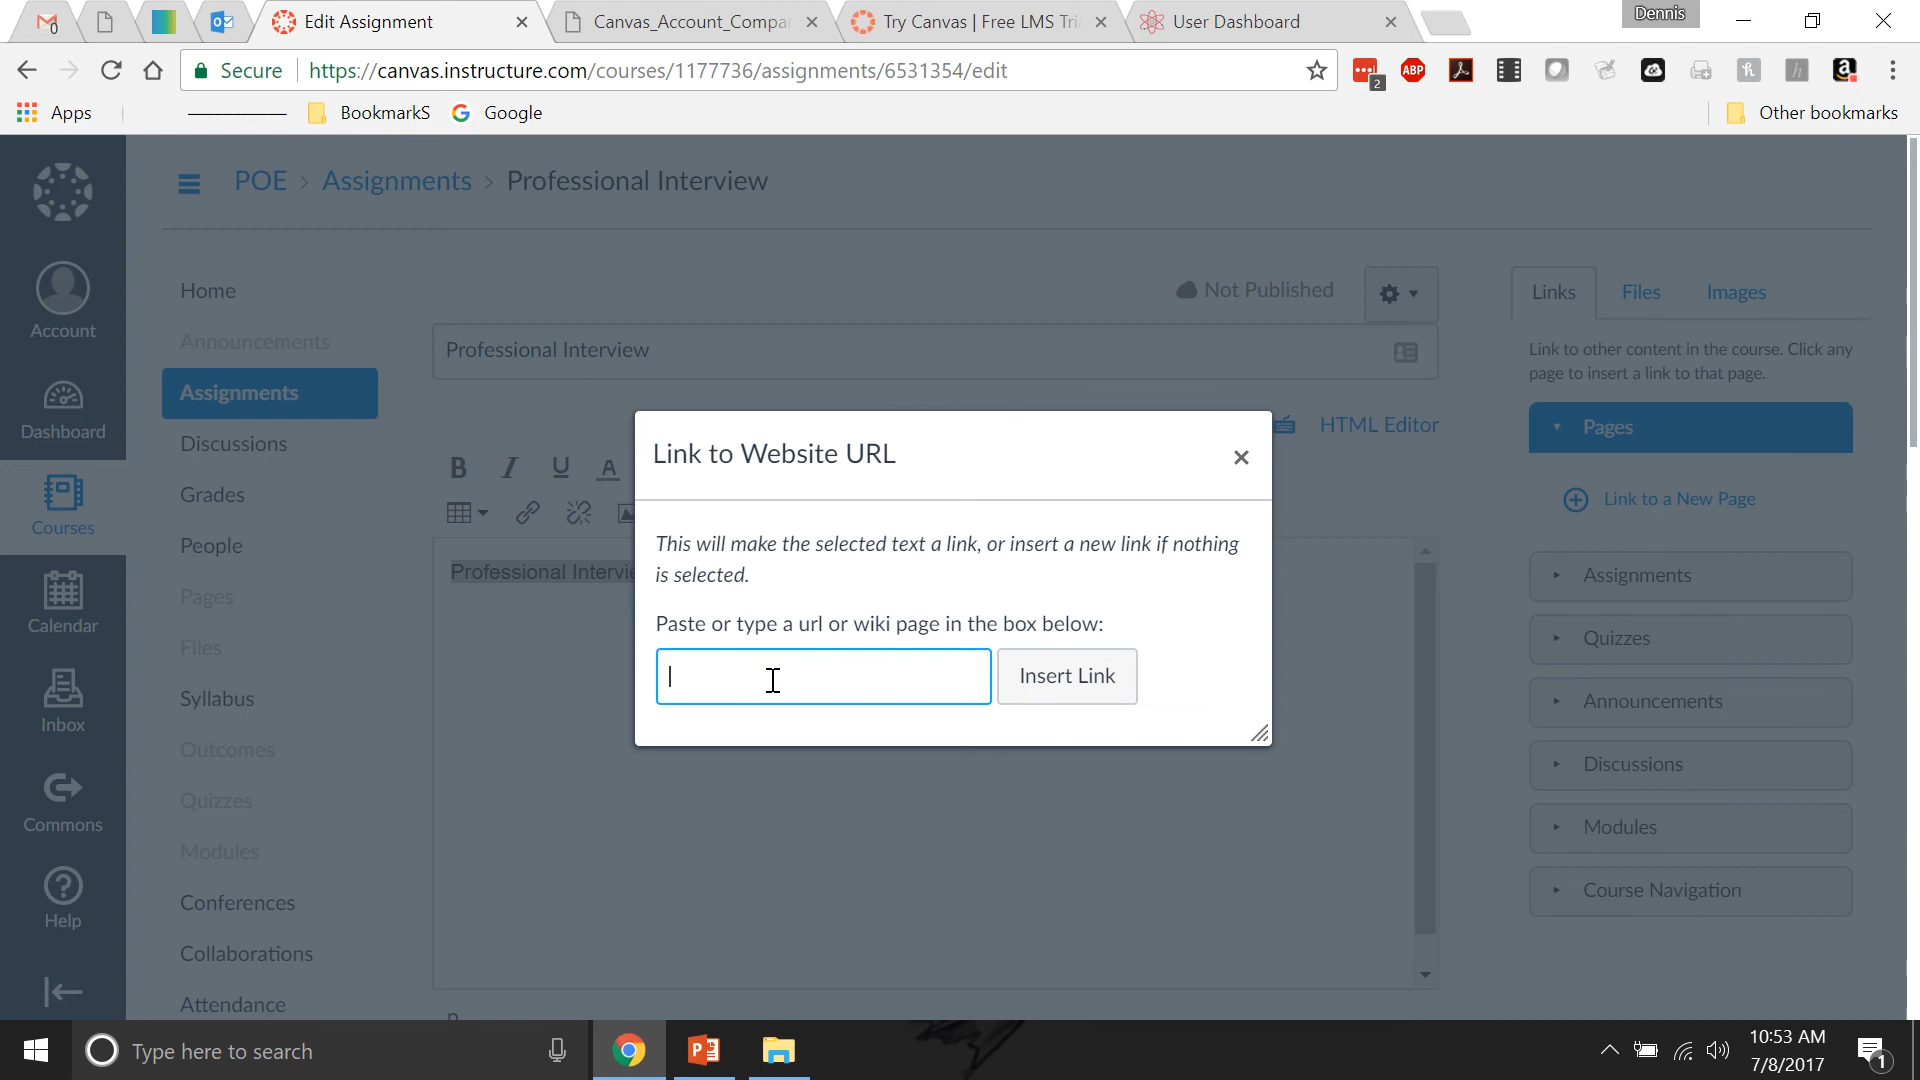 0
Edit Assignment
Canvas_Account_Compa
Try Canvas | Free LMS Tri
User Dashboard
Dennis
Secure
https://canvas.instructure.com/courses/1177736/assignments/6531354/edit
2
ABP
Apps
BookmarkS
Google
Other bookmarks
POE > Assignments > Professional Interview
Account
Dashboard
Courses
Calendar
Inbox
Commons
Help
Home
Announcements
Assignments
Discussions
Grades
People
Pages
Files
Syllabus
Outcomes
Quizzes
Modules
Conferences
Collaborations
Attendance
Not Published
Professional Interview
HTML Editor
B I U A
Professional Intervie
p
Link to Website URL
This will make the selected text a link, or insert a new link if nothing
is selected.
Paste or type a url or wiki page in the box below:
Insert Link
Links
Files
Images
Link to other content in the course. Click any
page to insert a link to that page.
Pages
Link to a New Page
Assignments
Quizzes
Announcements
Discussions
Modules
Course Navigation
Type here to search
10:53 AM
7/8/2017
1